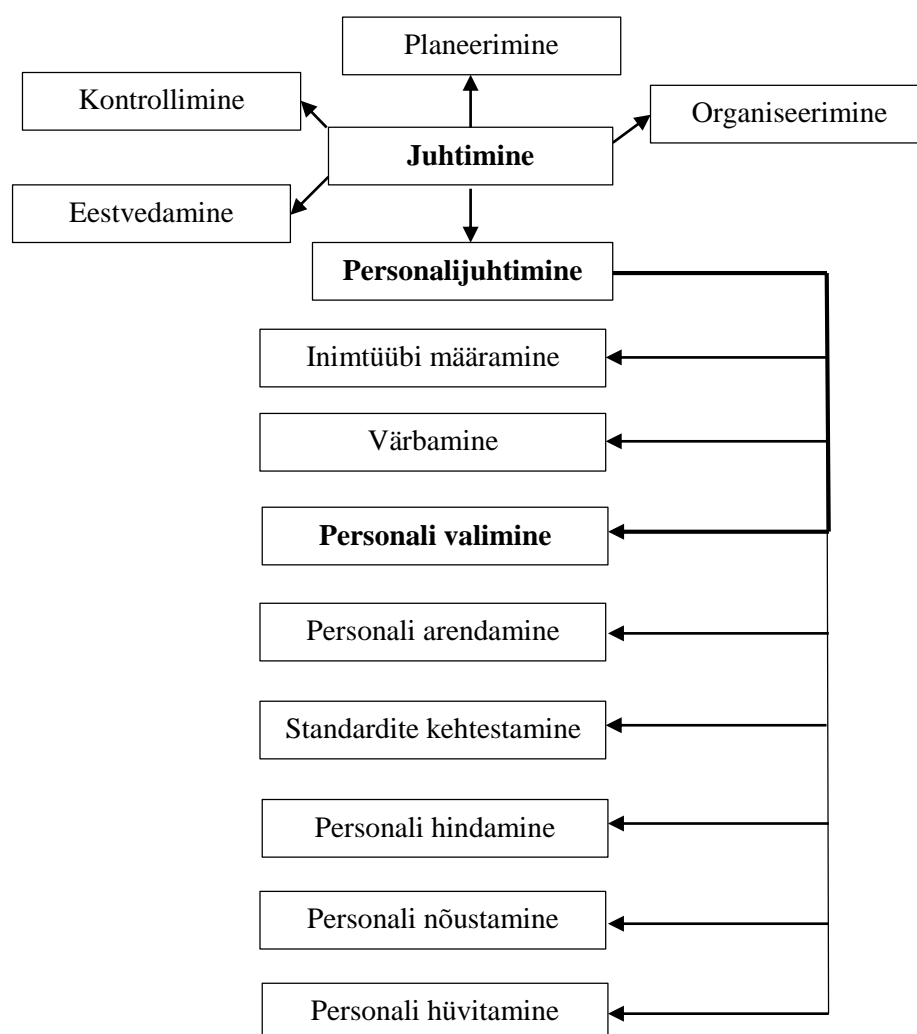 Planeerimine
Kontrollimine
Organiseerimine
Juhtimine
Eestvedamine
Personalijuhtimine
Inimtüübi määramine
Värbamine
Personali valimine
Personali arendamine
Standardite kehtestamine
Personali hindamine
Personali nõustamine
Personali hüvitamine